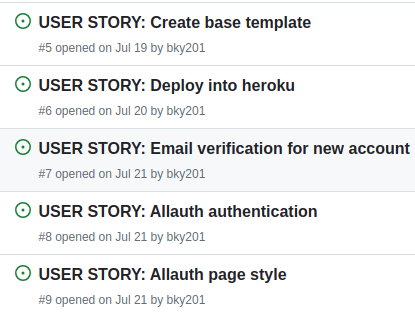 USER STORY: Create base template
#5 opened on Jul 19 by bky201
USER STORY: Deploy into heroku
#6 opened on Jul 20 by bky201
USER STORY: Email verification for new account
#7 opened on Jul 21 by bky201
USER STORY: Allauth authentication
#8 opened on Jul 21 by bky201
USER STORY: Allauth page style
#9 opened on Jul 21 by bky201